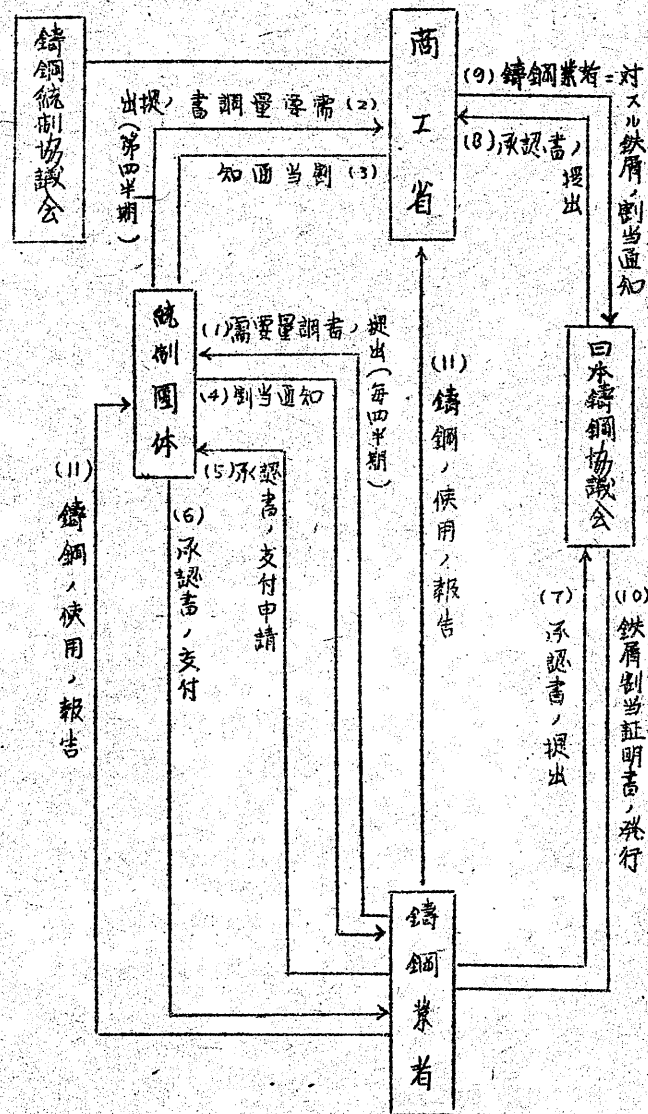 鋳鋼統制協議会
商工省
(2) 需要量調書ノ提出
(第四半期)
(3) 割当通知
(9) 鋳鋼業者ニ対スル鉄屑ノ割当通知
(8) 承認書ノ提出
統制團体
(1) 需要量調書ノ提出(毎四半期)
(4) 割当通知
(5) 承認書ノ交付申請
(6) 承認書ノ交付
(11) 鋳鋼ノ使用ノ報告
(11) 鋳鋼ノ使用ノ報告
日本鋳鋼協議会
(7) 承認書ノ提出
(10) 鉄屑割当証明書ノ発行
鋳鋼業者